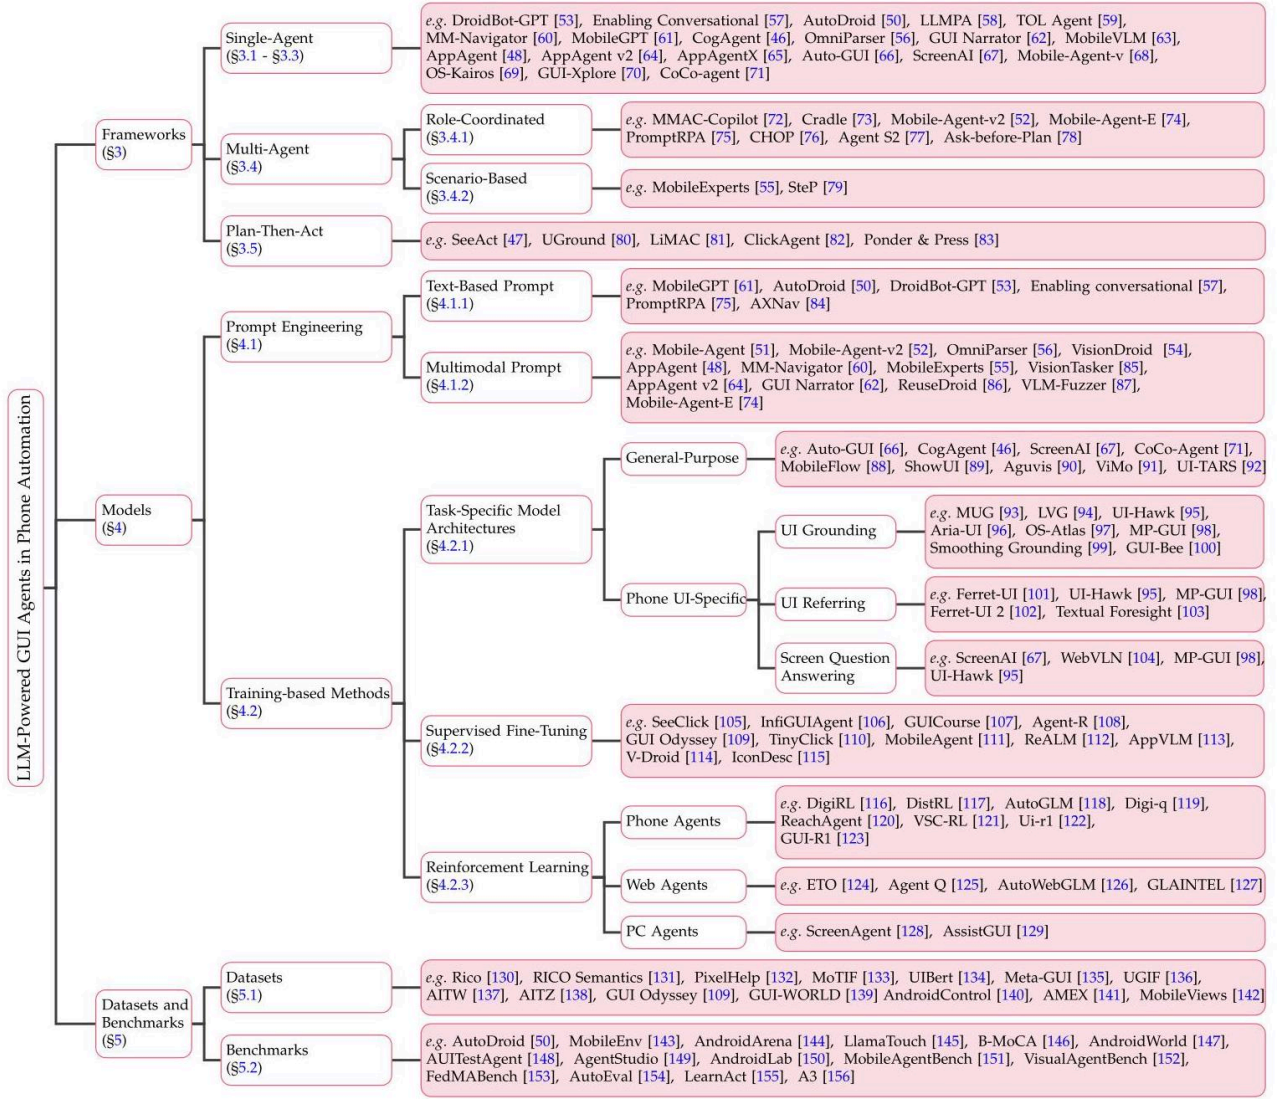 LLM-Powered GUI Agents in Phone Automation
Frameworks
(§3)
Single-Agent
(§3.1 - §3.3)
e.g. DroidBot-GPT [53], Enabling Conversational [57], AutoDroid [50], LLMPA [58], TOL Agent [59],
MM-Navigator [60], MobileGPT [61], CogAgent [46], OmniParser [56], GUI Narrator [62], MobileVLM [63],
AppAgent [48], AppAgent v2 [64], AppAgentX [65], Auto-GUI [66], ScreenAI [67], Mobile-Agent-v [68],
OS-Kairos [69], GUI-Xplore [70], CoCo-agent [71]
Multi-Agent
(§3.4)
Role-Coordinated
(§3.4.1)
e.g. MMAC-Copilot [72], Cradle [73], Mobile-Agent-v2 [52], Mobile-Agent-E [74],
PromptRPA [75], CHOP [76], Agent S2 [77], Ask-before-Plan [78]
Scenario-Based
(§3.4.2)
e.g. MobileExperts [55], SteP [79]
Plan-Then-Act
(§3.5)
e.g. SeeAct [47], UGround [80], LiMAC [81], ClickAgent [82], Ponder & Press [83]
Models
(§4)
Prompt Engineering
(§4.1)
Text-Based Prompt
(§4.1.1)
e.g. MobileGPT [61], AutoDroid [50], DroidBot-GPT [53], Enabling conversational [57],
PromptRPA [75], AXNav [84]
Multimodal Prompt
(§4.1.2)
e.g. Mobile-Agent [51], Mobile-Agent-v2 [52], OmniParser [56], VisionDroid [54],
AppAgent [48], MM-Navigator [60], MobileExperts [55], VisionTasker [85],
AppAgent v2 [64], GUI Narrator [62], ReuseDroid [86], VLM-Fuzzer [87],
Mobile-Agent-E [74]
Training-based Methods
(§4.2)
Task-Specific Model
Architectures
(§4.2.1)
General-Purpose
e.g. Auto-GUI [66], CogAgent [46], ScreenAI [67], CoCo-Agent [71],
MobileFlow [88], ShowUI [89], Aguvis [90], ViMo [91], UI-TARS [92]
Phone UI-Specific
UI Grounding
e.g. MUG [93], LVG [94], UI-Hawk [95],
Aria-UI [96], OS-Atlas [97], MP-GUI [98],
Smoothing Grounding [99], GUI-Bee [100]
UI Referring
e.g. Ferret-UI [101], UI-Hawk [95], MP-GUI [98],
Ferret-UI 2 [102], Textual Foresight [103]
Screen Question
Answering
e.g. ScreenAI [67], WebVLN [104], MP-GUI [98],
UI-Hawk [95]
Supervised Fine-Tuning
(§4.2.2)
e.g. SeeClick [105], InfiGUIAgent [106], GUICourse [107], Agent-R [108],
GUI Odyssey [109], TinyClick [110], MobileAgent [111], ReALM [112], AppVLM [113],
V-Droid [114], IconDesc [115]
Reinforcement Learning
(§4.2.3)
Phone Agents
e.g. DigiRL [116], DistRL [117], AutoGLM [118], Digi-q [119],
ReachAgent [120], VSC-RL [121], Ui-r1 [122],
GUI-R1 [123]
Web Agents
e.g. ETO [124], Agent Q [125], AutoWebGLM [126], GLAINTEL [127]
PC Agents
e.g. ScreenAgent [128], AssistGUI [129]
Datasets and
Benchmarks
(§5)
Datasets
(§5.1)
e.g. Rico [130], RICO Semantics [131], PixelHelp [132], MoTIF [133], UIBert [134], Meta-GUI [135], UGIF [136],
AITW [137], AITZ [138], GUI Odyssey [109], GUI-WORLD [139] AndroidControl [140], AMEX [141], MobileViews [142]
Benchmarks
(§5.2)
e.g. AutoDroid [50], MobileEnv [143], AndroidArena [144], LlamaTouch [145], B-MoCA [146], AndroidWorld [147],
AUITestAgent [148], AgentStudio [149], AndroidLab [150], MobileAgentBench [151], VisualAgentBench [152],
FedMABench [153], AutoEval [154], LearnAct [155], A3 [156]